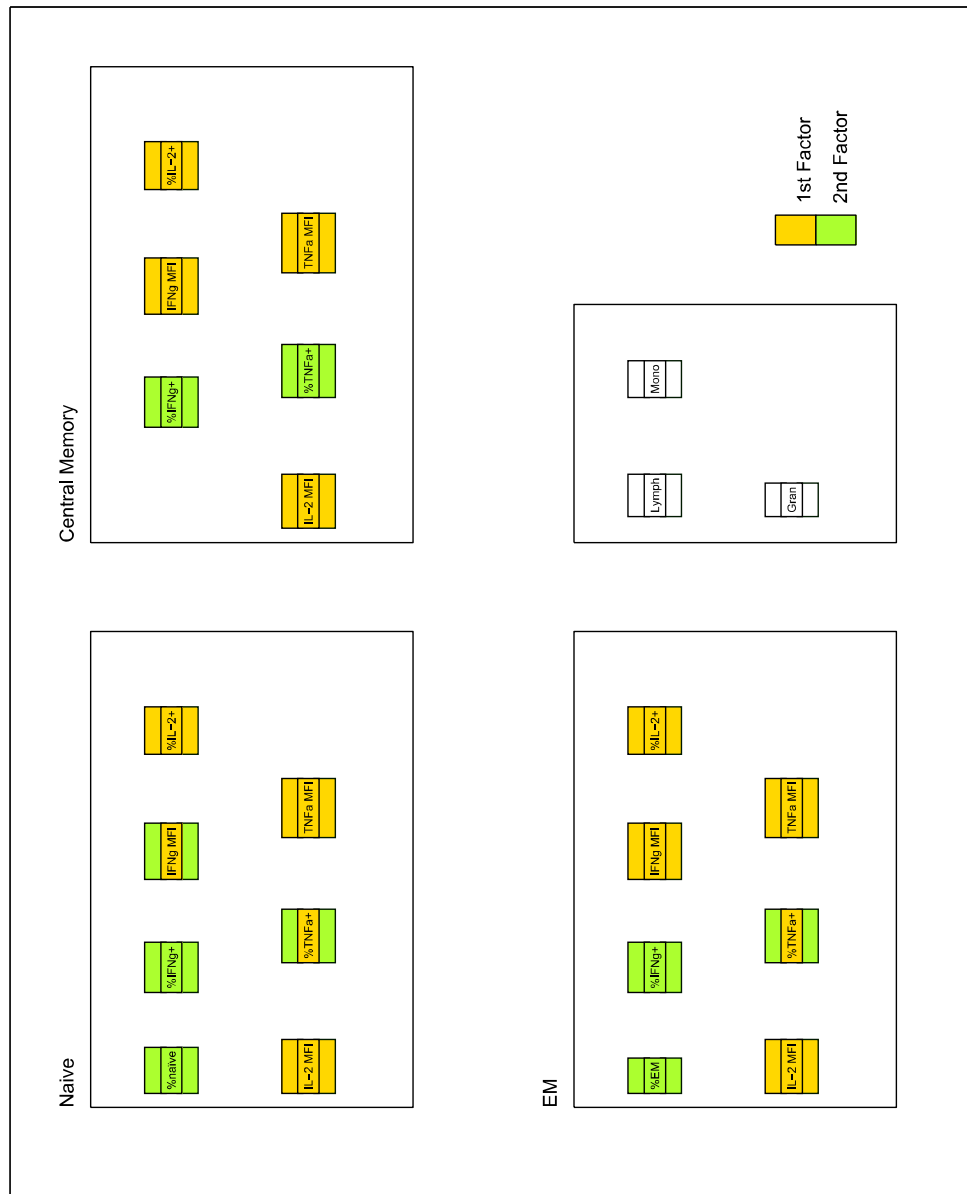 Naive
%naive
%IFNg+
IFNg MFI
%IL−2+
IL−2 MFI
%TNFa+
TNFa MFI
Central Memory
%IFNg+
IFNg MFI
%IL−2+
IL−2 MFI
%TNFa+
TNFa MFI
EM
%EM
%IFNg+
IFNg MFI
%IL−2+
IL−2 MFI
%TNFa+
TNFa MFI
Lymph
Mono
Gran
1st Factor
2nd Factor